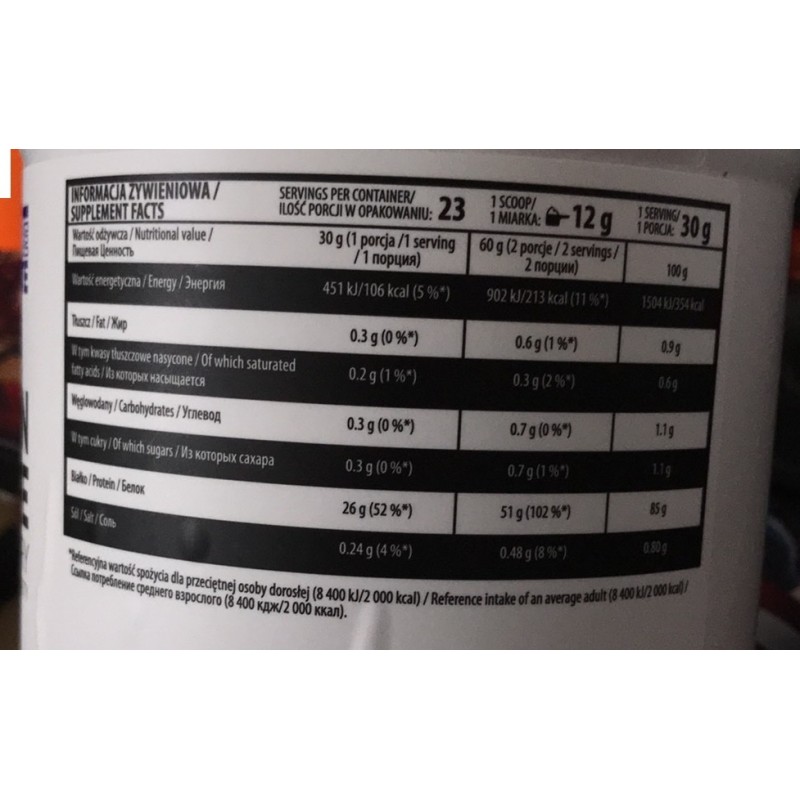 INFORMACJA ŻYWIENIOWA /
SUPPLEMENT FACTS
SERVINGS PER CONTAINER/
ILOŚĆ PORCJI W OPAKOWANIU: 23
1 SCOOP/
1 MIARKA: 12 g
1 SERVING/
1 PORCJA: 30 g
Wartość odżywcza / Nutritional value /
Пищевая Ценность
30 g (1 porcja /1 serving
/ 1 порция)
60 g (2 porcje / 2 servings /
2 порции)
100 g
Wartość energetyczna / Energy / Энергия
451 kJ/106 kcal (5 %*)
902 kJ/213 kcal (11 %*)
1504 kJ/354 kcal
Tłuszcz / Fat / Жир
0.3 g (0 %*)
0.6 g (1 %*)
0.9 g
W tym kwasy tłuszczowe nasycone / Of which saturated
fatty acids / Из которых насыщается
0.2 g (1 %*)
0.3 g (2 %*)
0.6 g
Węglowodany / Carbohydrates / Углевод
0.3 g (0 %*)
0.7 g (0 %*)
1.1 g
W tym cukry / Of which sugars / Из которых сахара
0.3 g (0 %*)
0.7 g (1 %*)
1.1 g
Białko / Protein / Белок
26 g (52 %*)
51 g (102 %*)
85 g
Sól / Salt / Соль
0.24 g (4 %*)
0.48 g (8 %*)
0.80 g
*Referencyjna wartość spożycia dla przeciętnej osoby dorosłej (8 400 kJ/2 000 kcal) / Reference intake of an average adult (8 400 kJ/2 000 kcal) /
Ссылка потребление среднего взрослого (8 400 кДж/2 000 ккал).